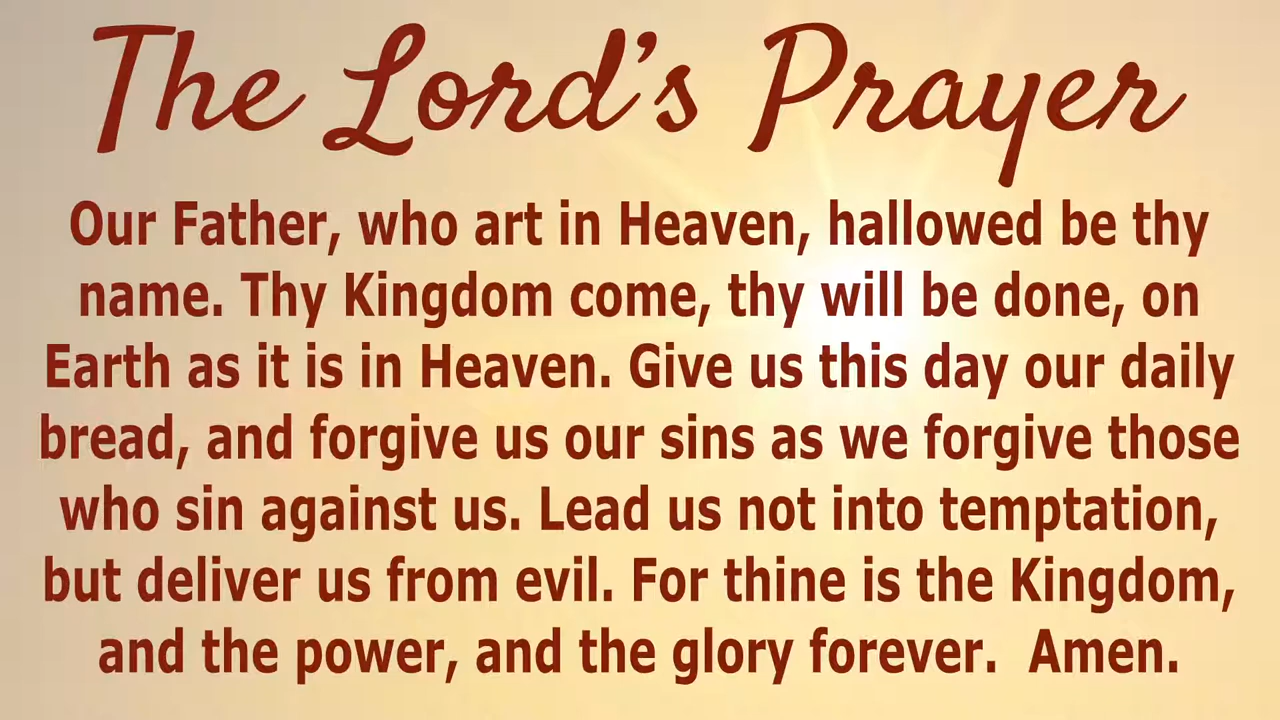 The Lord's Prayer
Our Father, who art in Heaven, hallowed be thy
name. Thy Kingdom come, thy will be done, on
Earth as it is in Heaven. Give us this day our daily
bread, and forgive us our sins as we forgive those
who sin against us. Lead us not into temptation,
but deliver us from evil. For thine is the Kingdom,
and the power, and the glory forever.  Amen.